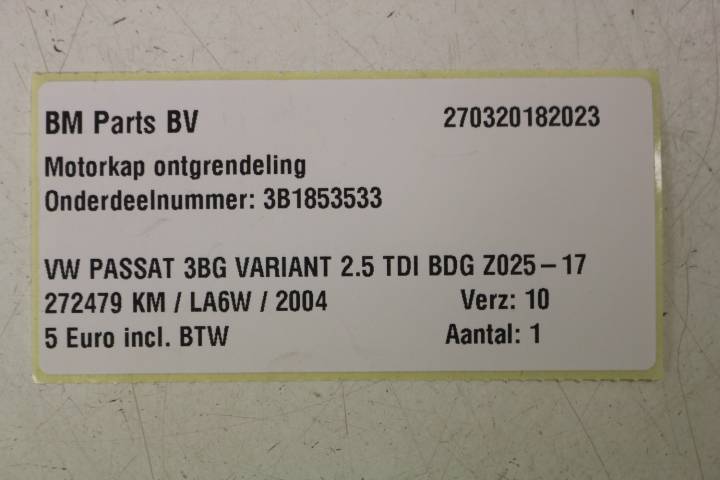 BM Parts BV 270320182023
Motorkap ontgrendeling
Onderdeelnummer: 3B1853533
VW PASSAT 3BG VARIANT 2.5 TDI BDG Z025-17
272479 KM / LA6W / 2004 Verz: 10
5 Euro incl. BTW Aantal: 1